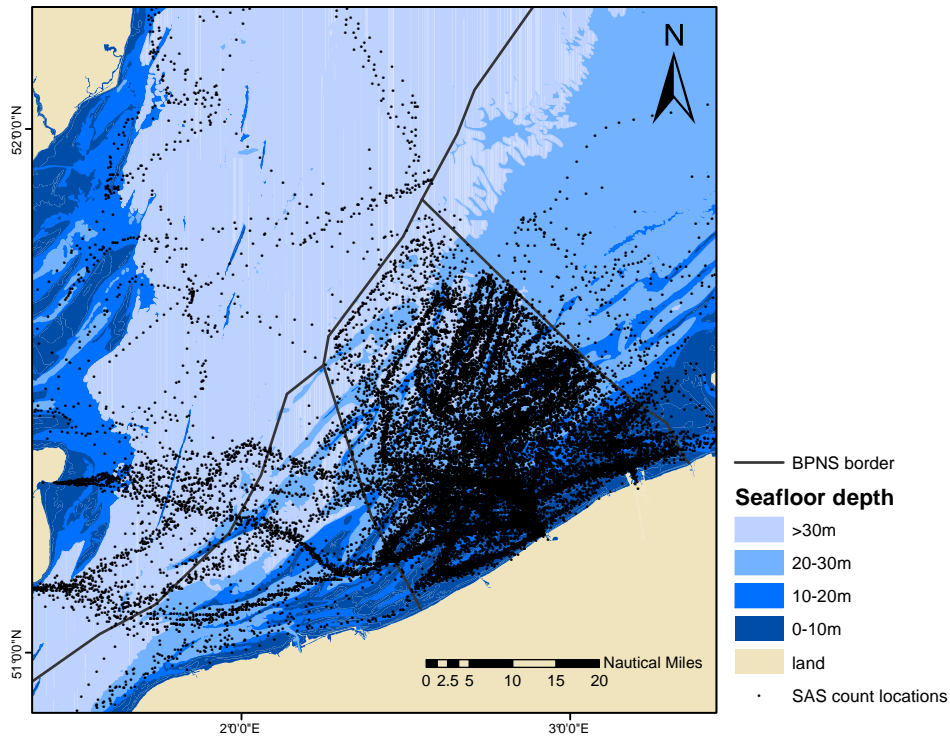 N
52°0'0"N
51°0'0"N
2°0'0"E
3°0'0"E
Nautical Miles
0 2.5 5 10 15 20
BPNS border
Seafloor depth
>30m
20-30m
10-20m
0-10m
land
SAS count locations